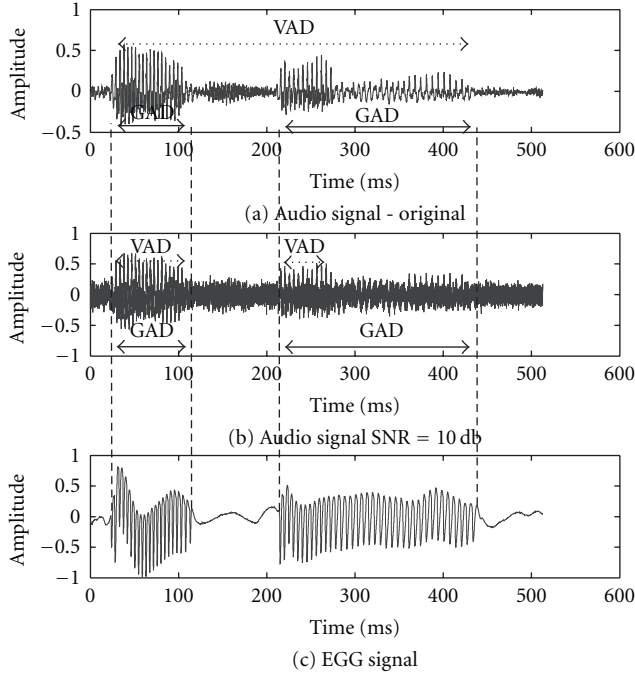 VAD
1
0.5
0
−0.5
Amplitude
GAD
GAD
0 100 200 300 400 500 600
Time (ms)
(a) Audio signal - original
VAD
VAD
1
0.5
0
−0.5
−1
Amplitude
GAD
GAD
0 100 200 300 400 500 600
Time (ms)
(b) Audio signal SNR = 10 db
1
0.5
0
−0.5
−1
Amplitude
0 100 200 300 400 500 600
Time (ms)
(c) EGG signal